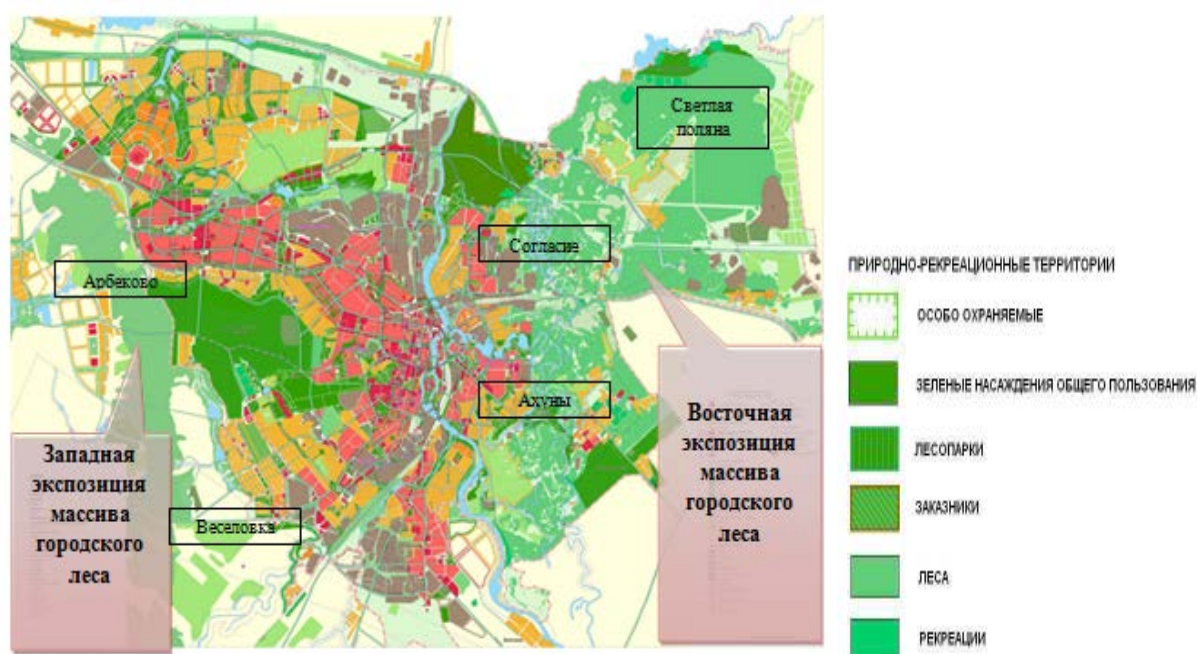 Светлая
поляна
Согласие
Арбеково
Ахуны
Веселовка
Западная
экспозиция
массива
городского
леса
Восточная
экспозиция
массива
городского
леса
ПРИРОДНО-РЕКРЕАЦИОННЫЕ ТЕРРИТОРИИ
ОСОБО ОХРАНЯЕМЫЕ
ЗЕЛЕНЫЕ НАСАЖДЕНИЯ ОБЩЕГО ПОЛЬЗОВАНИЯ
ЛЕСОПАРКИ
ЗАКАЗНИКИ
ЛЕСА
РЕКРЕАЦИИ